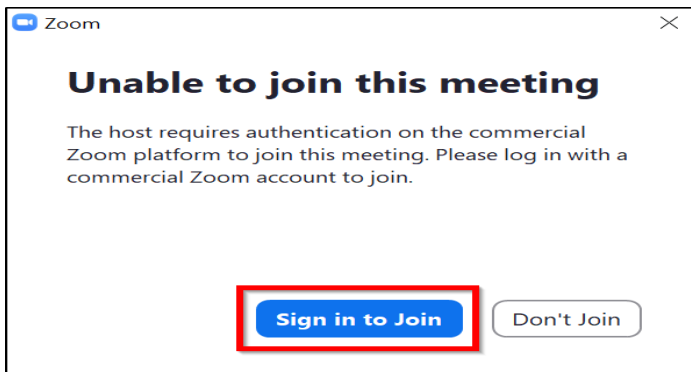 Zoom
Unable to join this meeting
The host requires authentication on the commercial
Zoom platform to join this meeting. Please log in with a
commercial Zoom account to join.
Sign in to Join
Don't Join